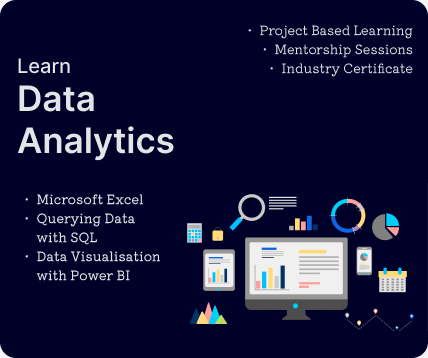 · Project Based Learning
· Mentorship Sessions
· Industry Certificate
Learn
Data
Analytics
· Microsoft Excel
· Querying Data
with SQL
· Data Visualisation
with Power BI